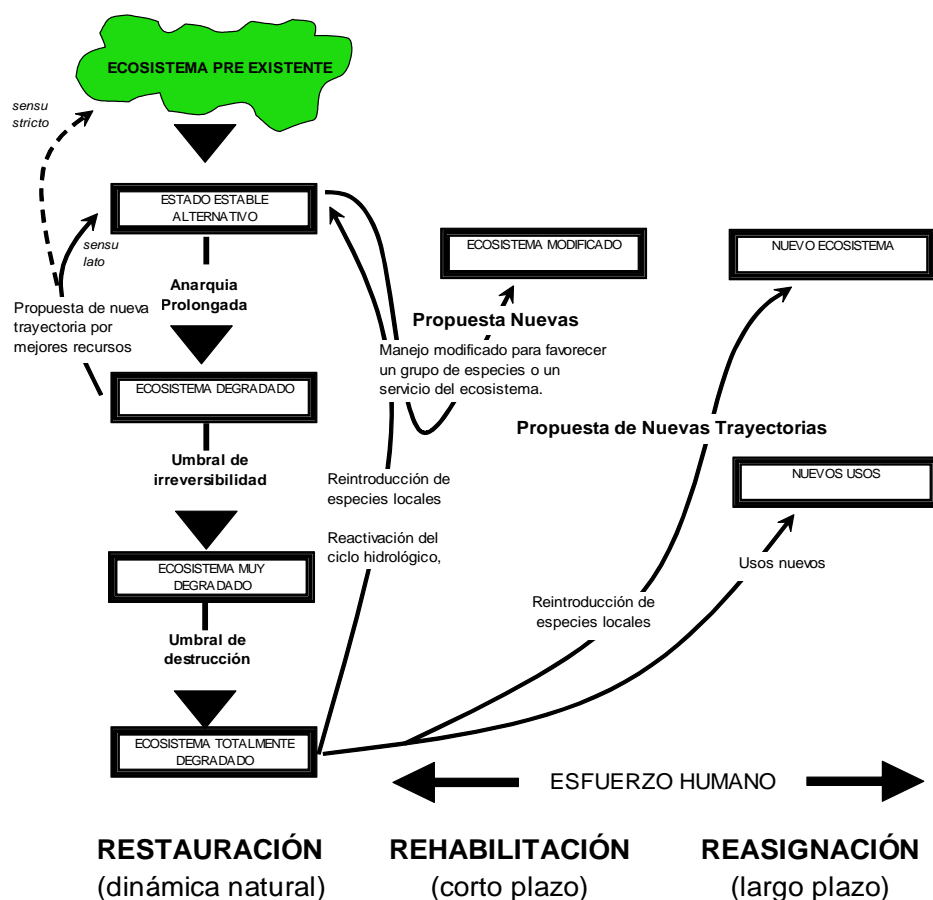 ECOSISTEMA PRE EXISTENTE
sensu
stricto
ESTADO ESTABLE
ALTERNATIVO
sensu
lato
ECOSISTEMA MODIFICADO
NUEVO ECOSISTEMA
Anarquia
Prolongada
Propuesta de nueva
trayectoria por
mejores recursos
Propuesta Nuevas
Manejo modificado para favorecer
un grupo de especies o un
servicio del ecosistema.
ECOSISTEMA DEGRADADO
Propuesta de Nuevas Trayectorias
Umbral de
irreversibilidad
Reintroducción de
especies locales
NUEVOS USOS
Reactivación del
ciclo hidrológico,
ECOSISTEMA MUY
DEGRADADO
Usos nuevos
Reintroducción de
especies locales
Umbral de
destrucción
ECOSISTEMA TOTALMENTE
DEGRADADO
ESFUERZO HUMANO
RESTAURACIÓN
(dinámica natural)
REHABILITACIÓN
(corto plazo)
REASIGNACIÓN
(largo plazo)